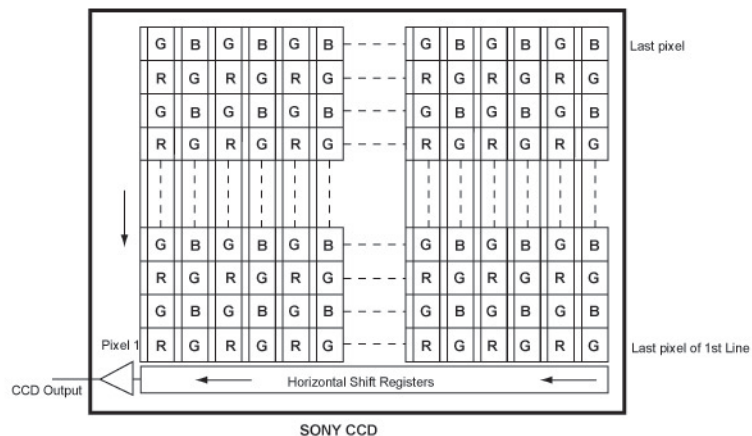 G B G B G B G B G B G B Last pixel
R G R G R G R G R G R G
G B G B G B G B G B G B
R G R G R G R G R G R G
G B G B G B G B G B G B
R G R G R G R G R G R G
G B G B G B G B G B G B
Pixel 1 R G R G R G R G R G R G Last pixel of 1st Line
Horizontal Shift Registers
CCD Output
SONY CCD